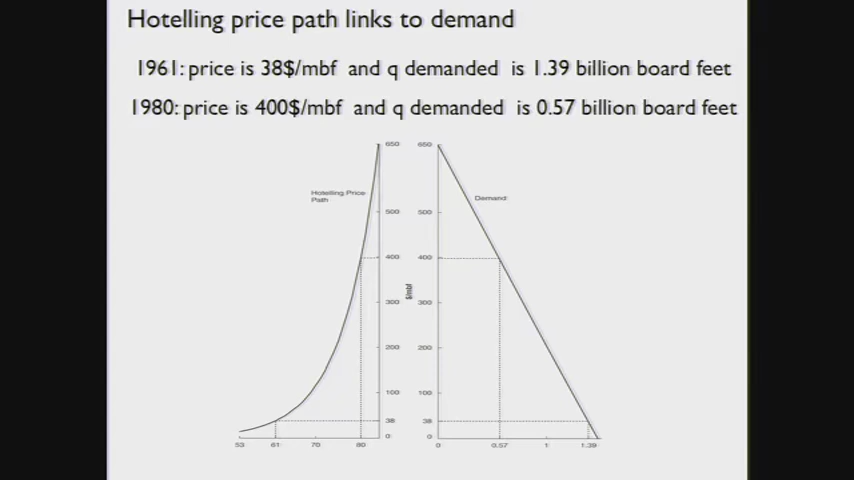 Hotelling price path links to demand
1961: price is 38$/mbf and q demanded is 1.39 billion board feet
1980: price is 400$/mbf and q demanded is 0.57 billion board feet
Hotelling Price
Path
650
500
400
300
200
100
38
0
53 61 70 80
$/mbf
Demand
650
500
400
300
200
100
38
0
0 0.57 1 1.39